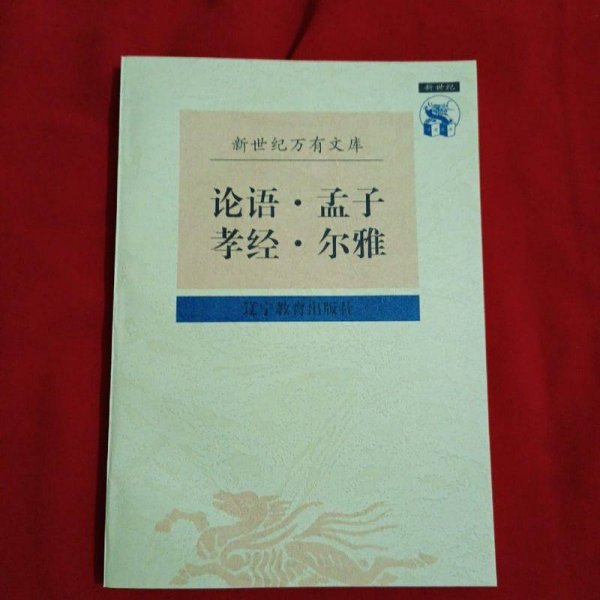 新世纪
新世纪万有文库
论语·孟子
孝经·尔雅
辽宁教育出版社